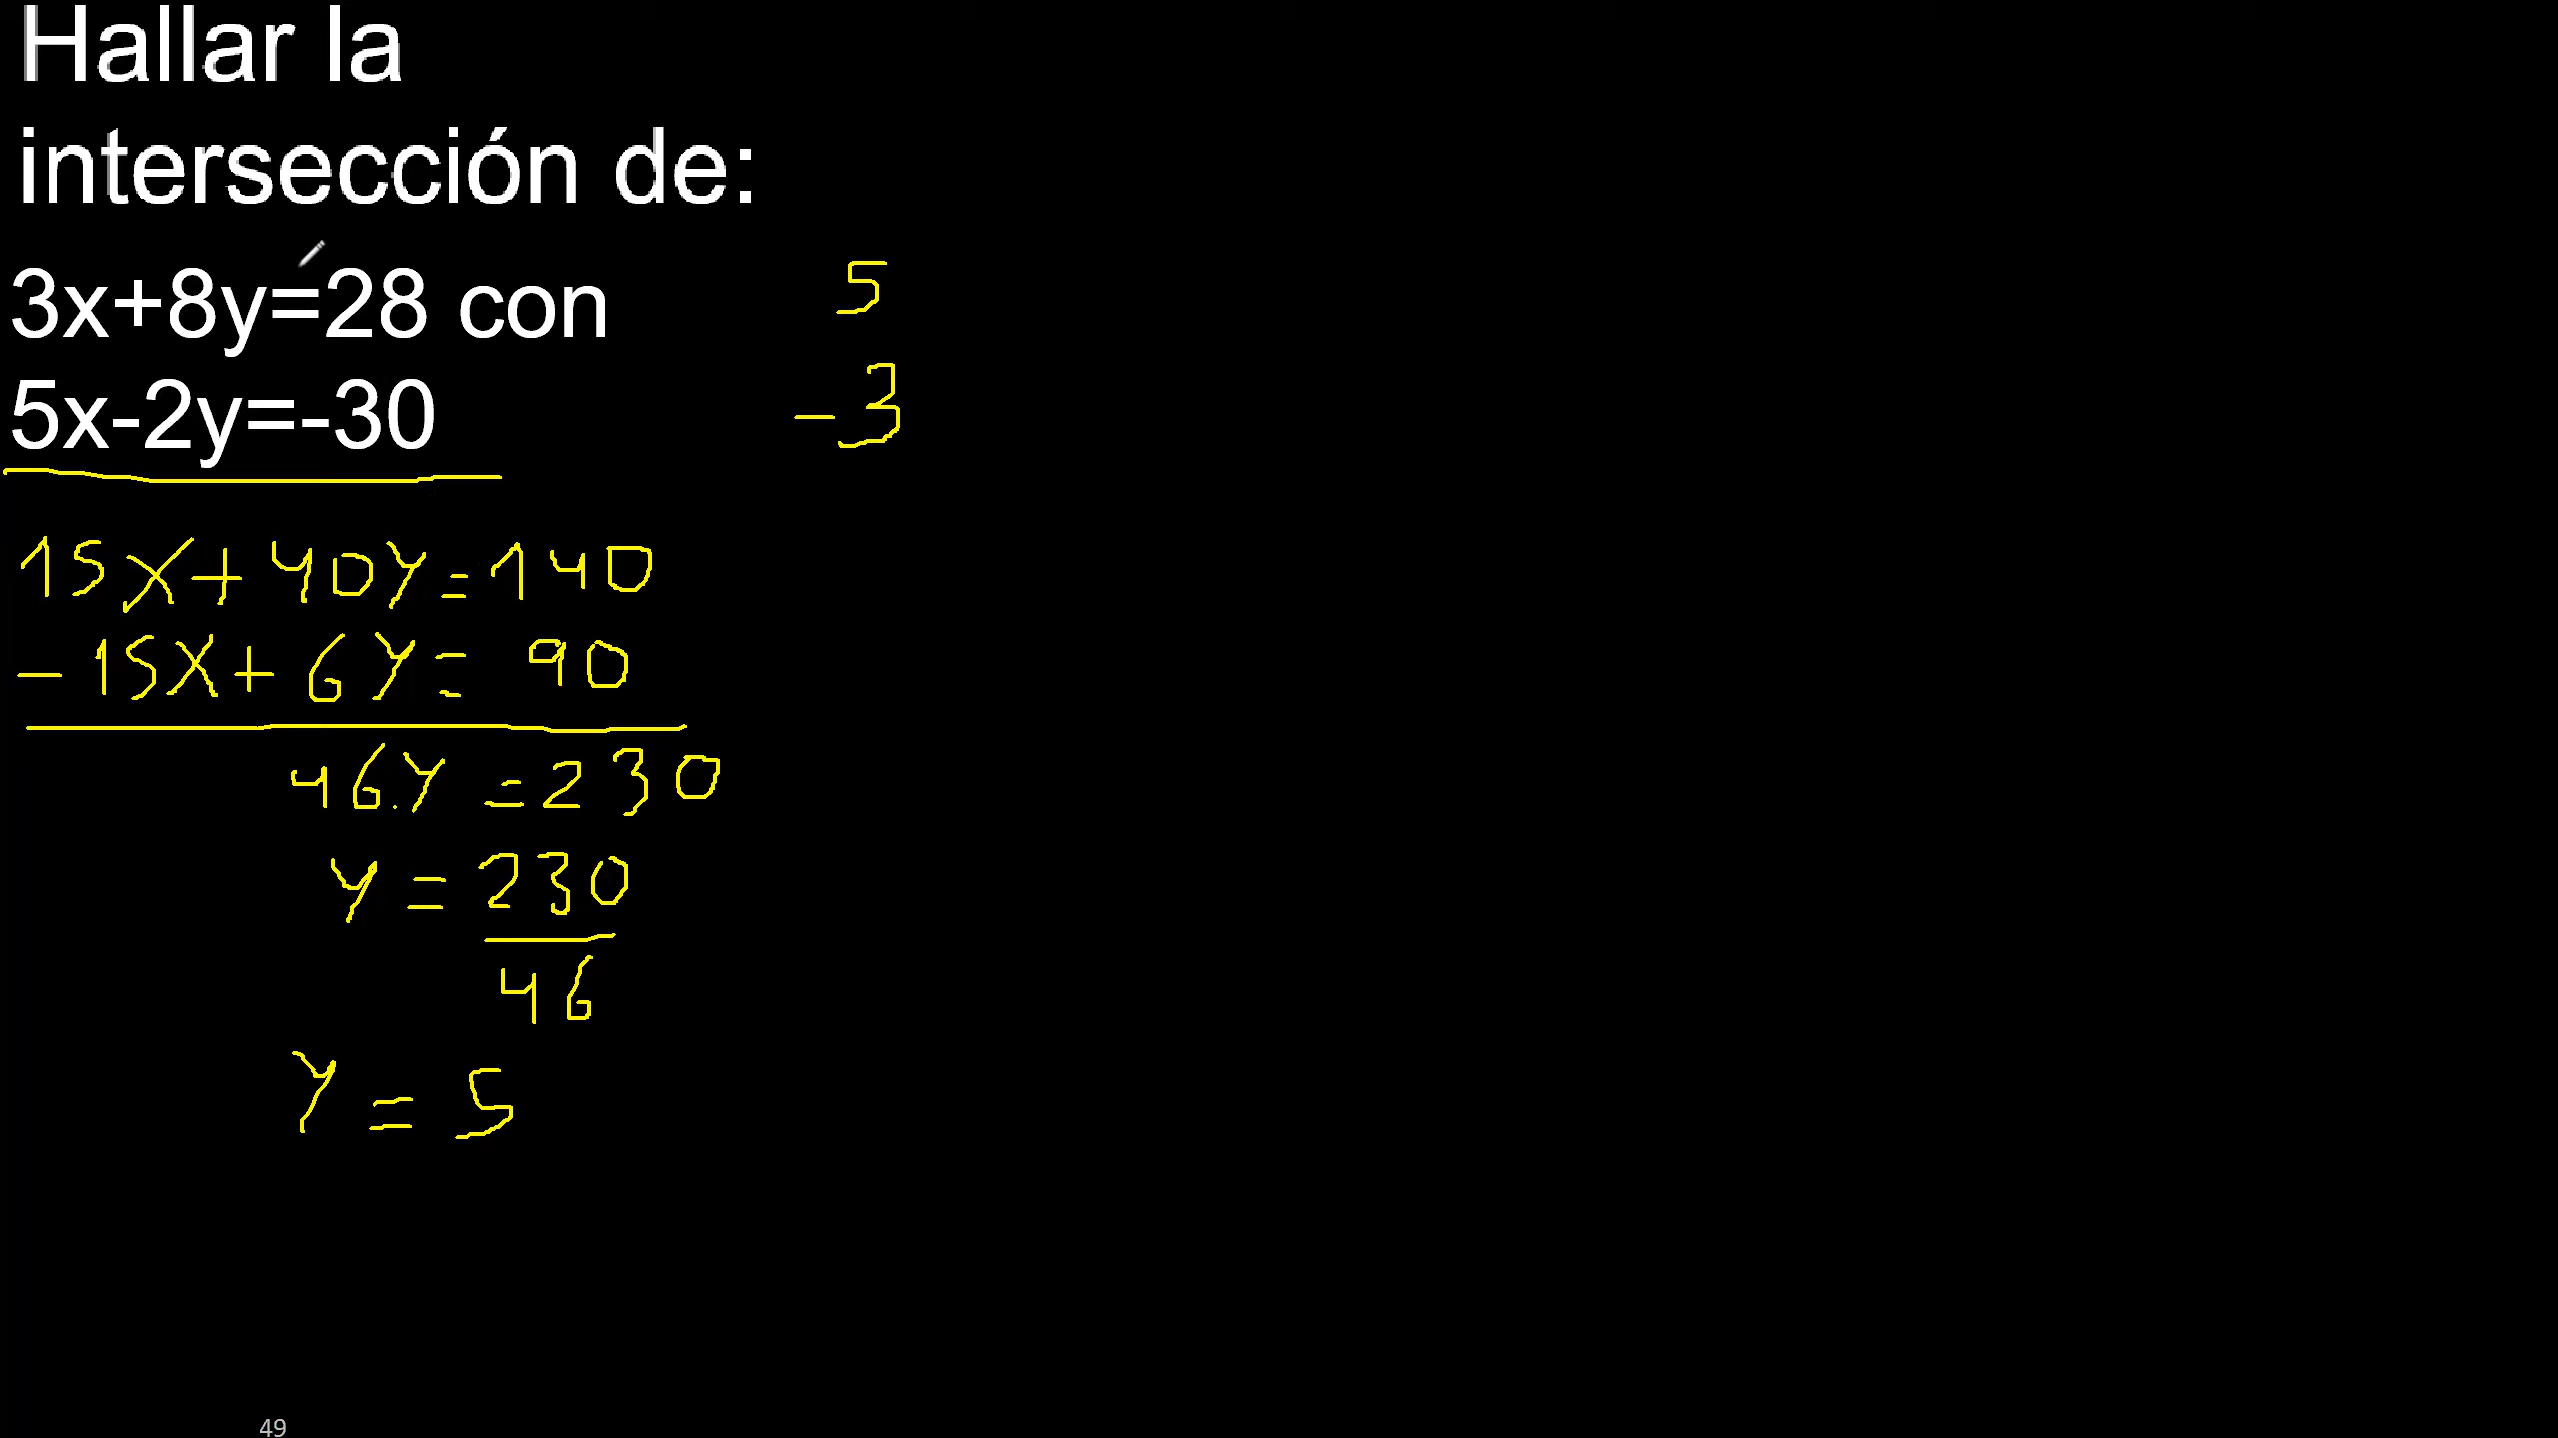 Hallar la
intersección de:
3x+8y=28 con
5x-2y=-30
5
-3
15X+40Y=140
-15X+6Y=90
46.Y=230
Y=230
46
Y=5
49